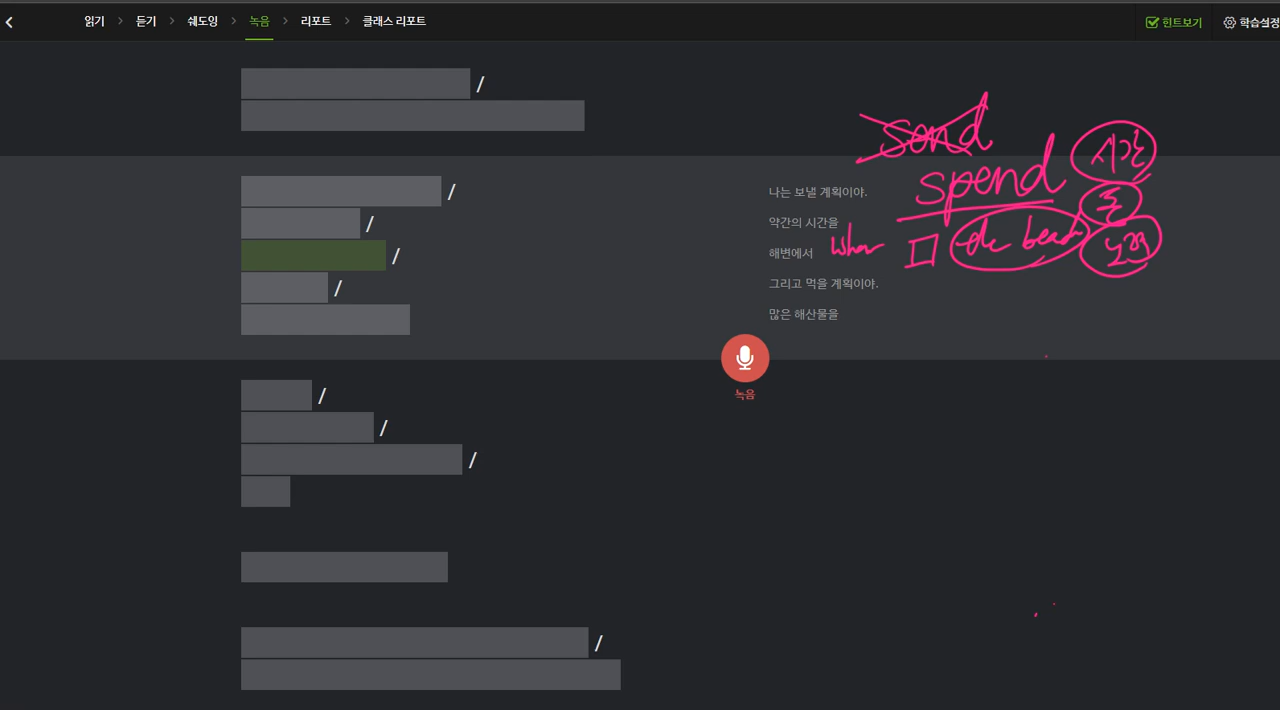 읽기 > 듣기 > 쉐도잉 > 녹음 > 리포트 > 클래스 리포트 힌트보기 학습설정
/
send
/
나는 보낼 계획이야. spend 시간
/
약간의 시간을 돈
/
해변에서 the beach 노력
/
그리고 먹을 계획이야.
많은 해산물을
녹음
/
/
/
/